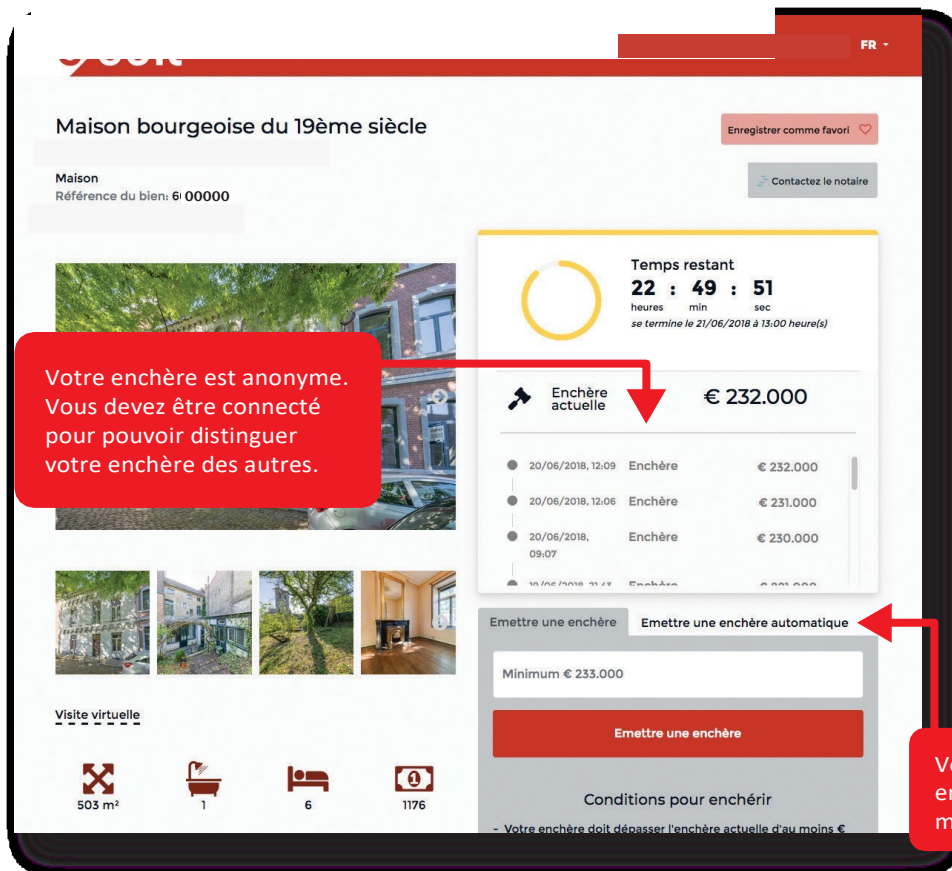 FR
Maison bourgeoise du 19ème siècle
Enregistrer comme favori
Maison
Référence du bien: 6 00000
Contactez le notaire
Temps restant
22 : 49 : 51
heures min sec
se termine le 21/06/2018 à 13:00 heure(s)
Votre enchère est anonyme.
Vous devez être connecté
pour pouvoir distinguer
votre enchère des autres.
Enchère
actuelle
€ 232.000
20/06/2018, 12:09 Enchère € 232.000
20/06/2018, 12:06 Enchère € 231.000
20/06/2018,
09:07
Enchère € 230.000
Emettre une enchère
Emettre une enchère automatique
Minimum € 233.000
Emettre une enchère
Visite virtuelle
503 m²
1
6
1176
Conditions pour enchérir
- Votre enchère doit dépasser l'enchère actuelle d'au moins €